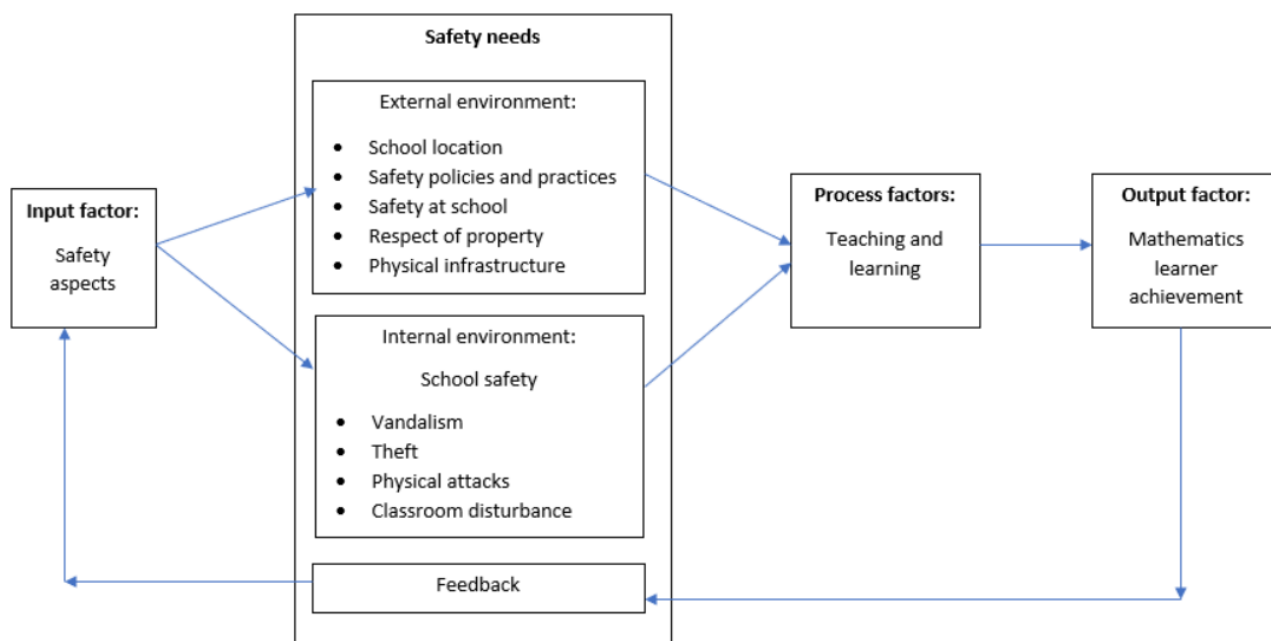 Safety needs
External environment:
• School location
• Safety policies and practices
• Safety at school
• Respect of property
• Physical infrastructure
Input factor:
Safety
aspects
Internal environment:
School safety
• Vandalism
• Theft
• Physical attacks
• Classroom disturbance
Feedback
Process factors:
Teaching and
learning
Output factor:
Mathematics
learner
achievement